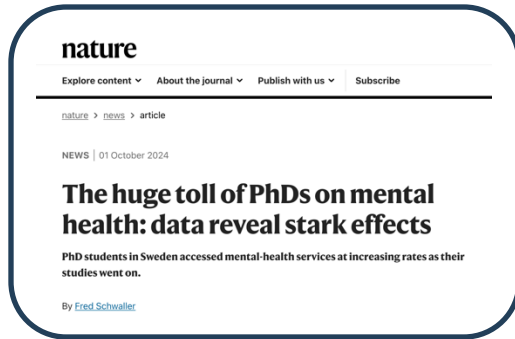 nature
Explore content About the journal Publish with us Subscribe
nature > news > article
NEWS | 01 October 2024
The huge toll of PhDs on mental
health: data reveal stark effects
PhD students in Sweden accessed mental-health services at increasing rates as their
studies went on.
By Fred Schwaller